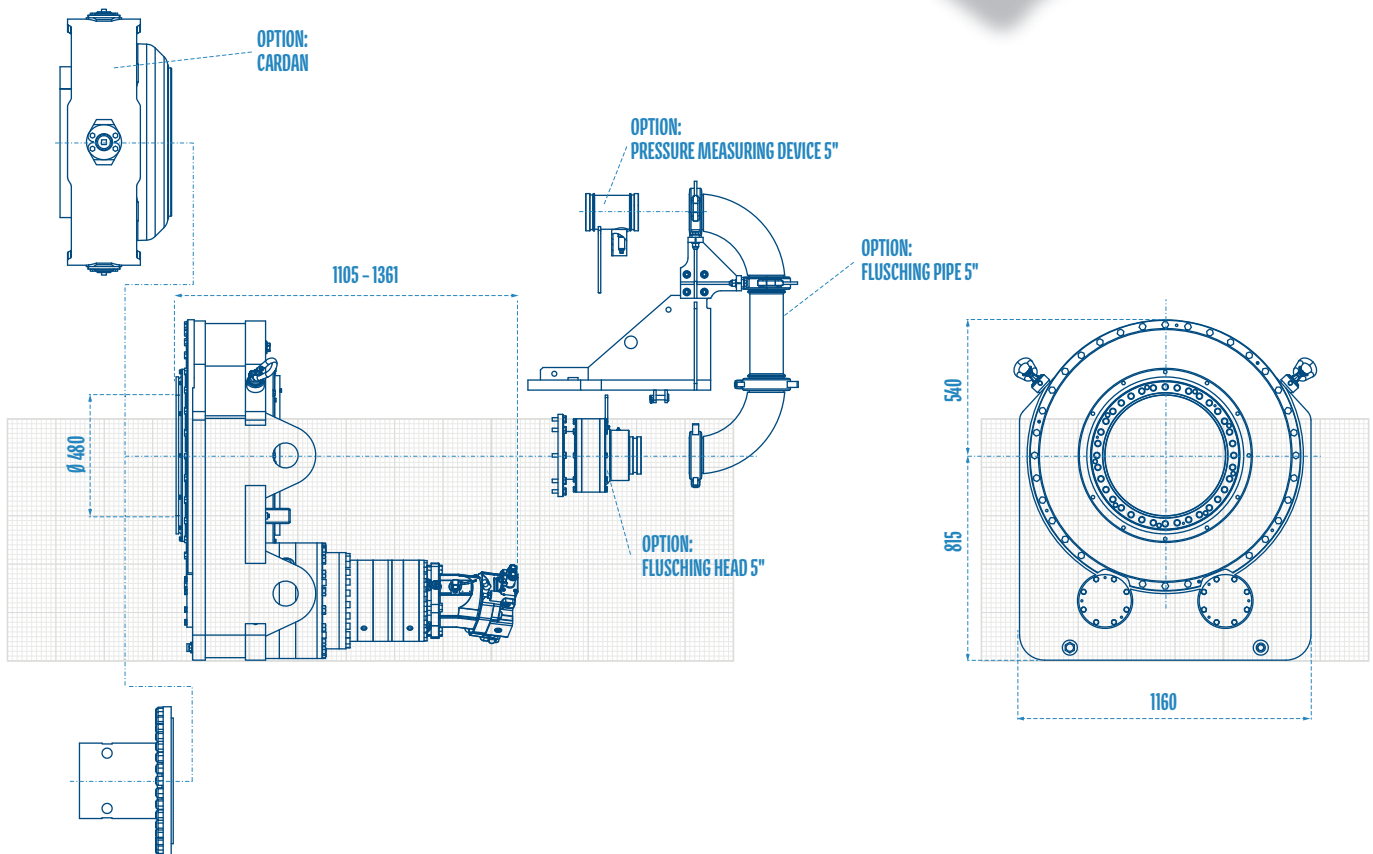 OPTION:
CARDAN
OPTION:
PRESSURE MEASURING DEVICE 5"
OPTION:
FLUSCHING PIPE 5"
1105 – 1361
Ø 480
OPTION:
FLUSCHING HEAD 5"
540
815
1160